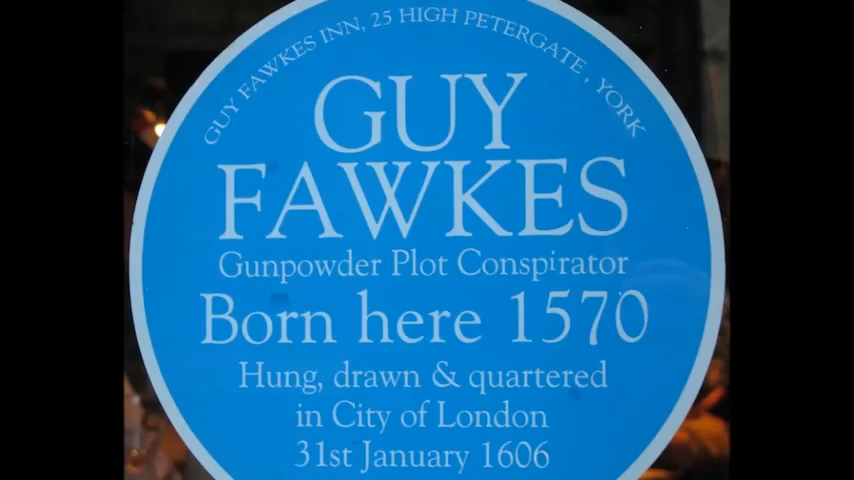 GUY FAWKES INN, 25 HIGH PETERGATE, YORK
GUY
FAWKES
Gunpowder Plot Conspirator
Born here 1570
Hung, drawn & quartered
in City of London
31st January 1606